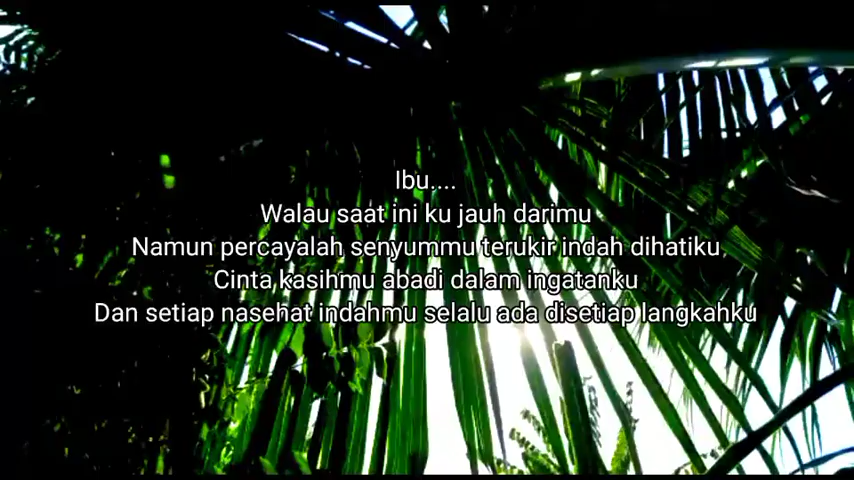 Ibu....
Walau saat ini ku jauh darimu
Namun percayalah senyummu terukir indah dihatiku
Cinta kasihmu abadi dalam ingatanku
Dan setiap nasehat indahmu selalu ada disetiap langkahku